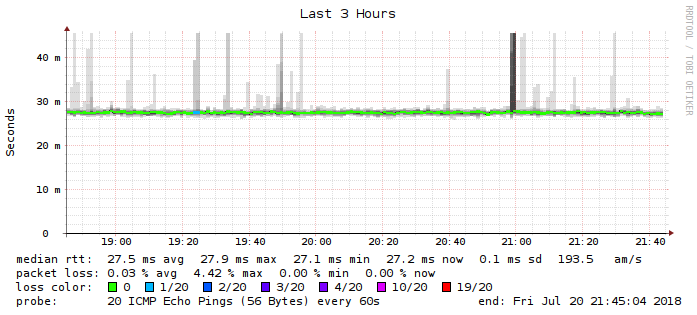 Last 3 Hours
RRDTOOL / TOBI OETIKER
Seconds
40 m
30 m
20 m
10 m
0
19:00 19:20 19:40 20:00 20:20 20:40 21:00 21:20 21:40
median rtt: 27.5 ms avg 27.9 ms max 27.1 ms min 27.2 ms now 0.1 ms sd 193.5 am/s
packet loss: 0.03 % avg 4.42 % max 0.00 % min 0.00 % now
loss color: 0 1/20 2/20 3/20 4/20 10/20 19/20
probe: 20 ICMP Echo Pings (56 Bytes) every 60s end: Fri Jul 20 21:45:04 2018